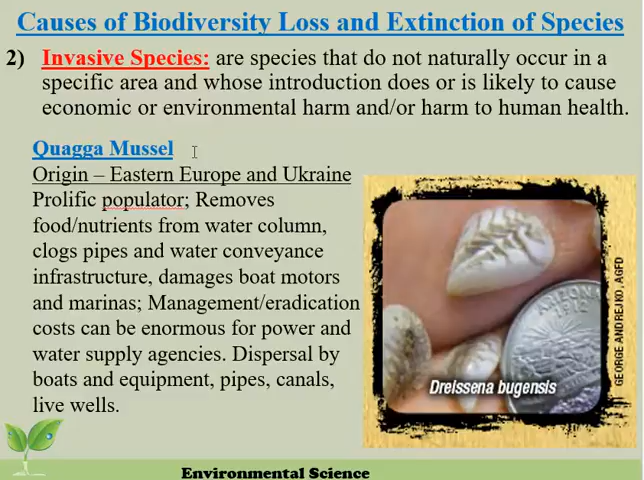 Causes of Biodiversity Loss and Extinction of Species
2) Invasive Species: are species that do not naturally occur in a
specific area and whose introduction does or is likely to cause
economic or environmental harm and/or harm to human health.
Quagga Mussel
Origin – Eastern Europe and Ukraine
Prolific populator; Removes
food/nutrients from water column,
clogs pipes and water conveyance
infrastructure, damages boat motors
and marinas; Management/eradication
costs can be enormous for power and
water supply agencies. Dispersal by
boats and equipment, pipes, canals,
live wells.
ARIZONA
1912
Dreissena bugensis
GEORGE ANDREJKO, AGFD
Environmental Science